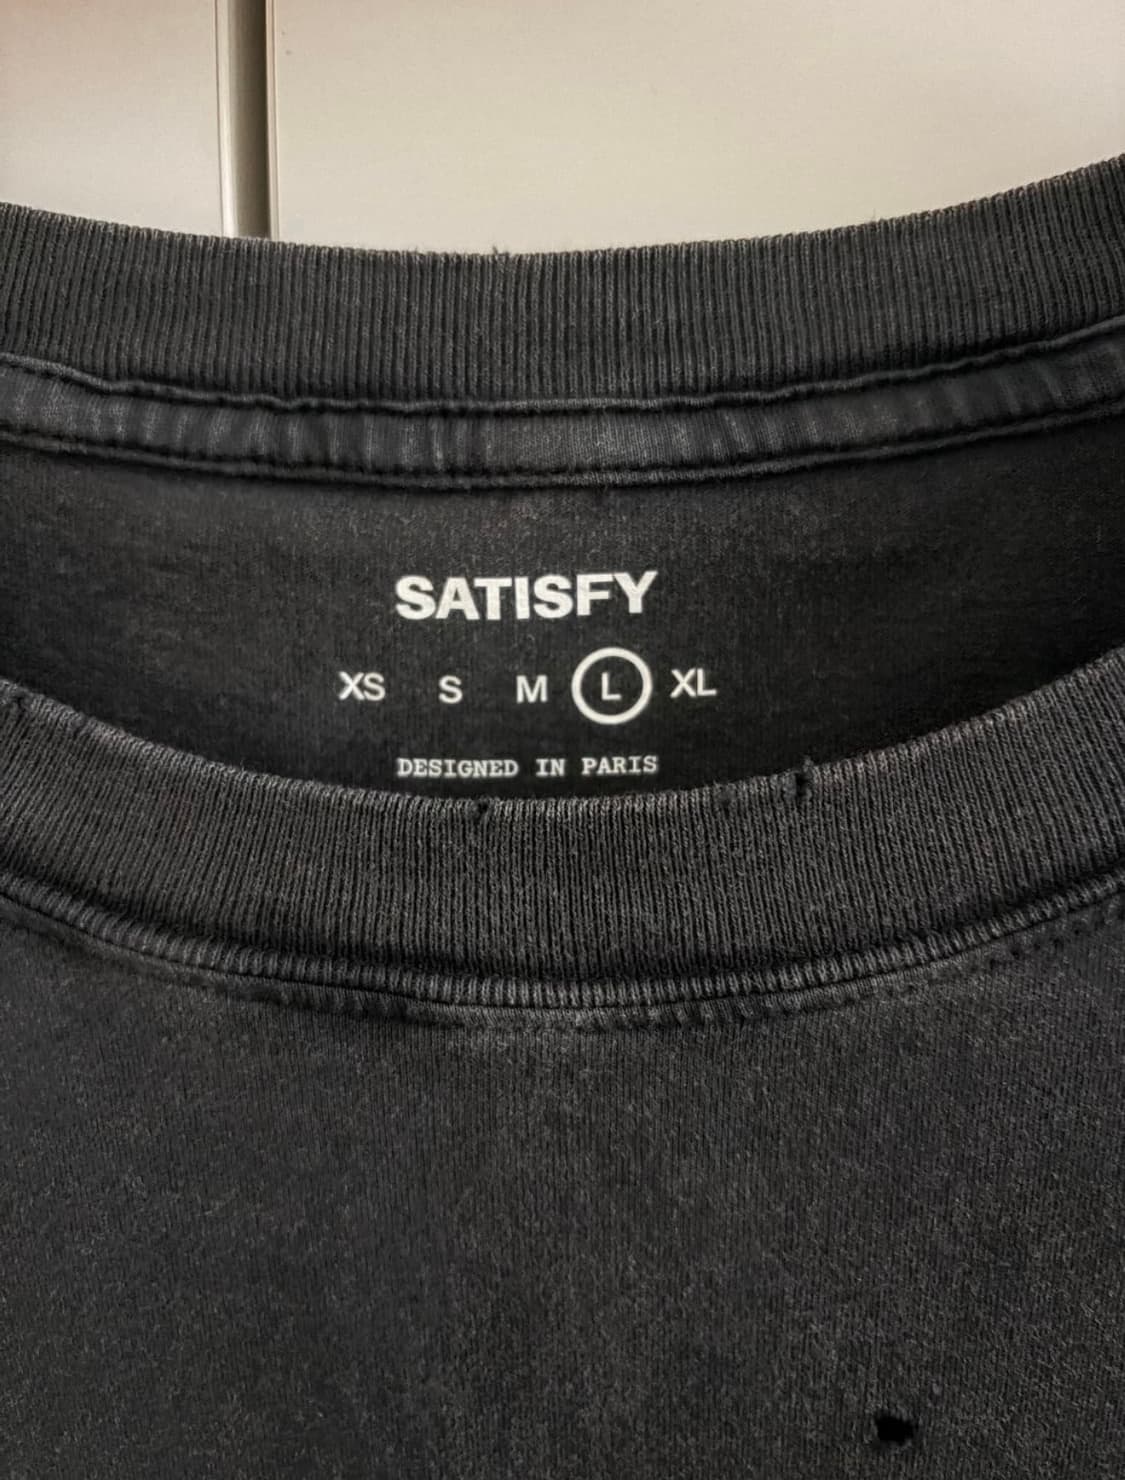 SATISFY
XS S M L XL
DESIGNED IN PARIS